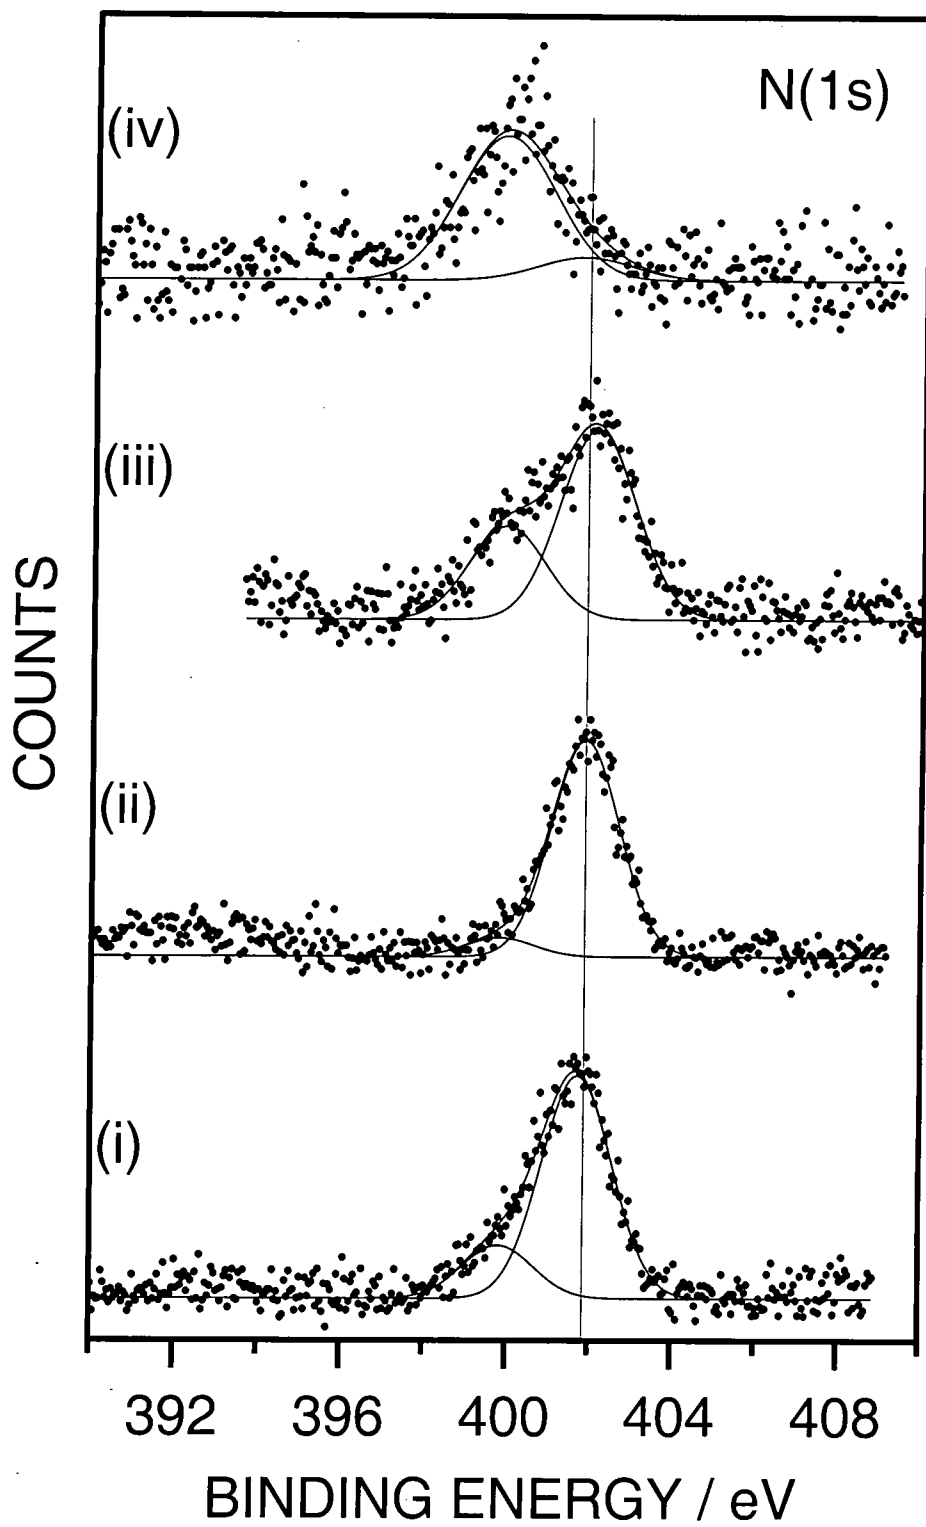 N(1s)
(iv)
(iii)
(ii)
(i)
COUNTS
392 396 400 404 408
BINDING ENERGY / eV